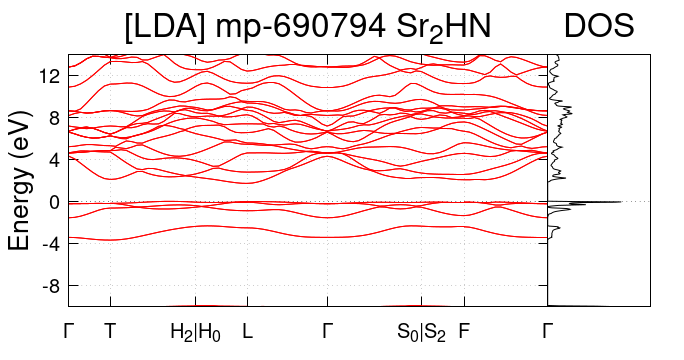 [LDA] mp-690794 Sr₂HN DOS
Energy (eV)
12
8
4
0
-4
-8
Γ T H₂|H₀ L Γ S₀|S₂ F Γ